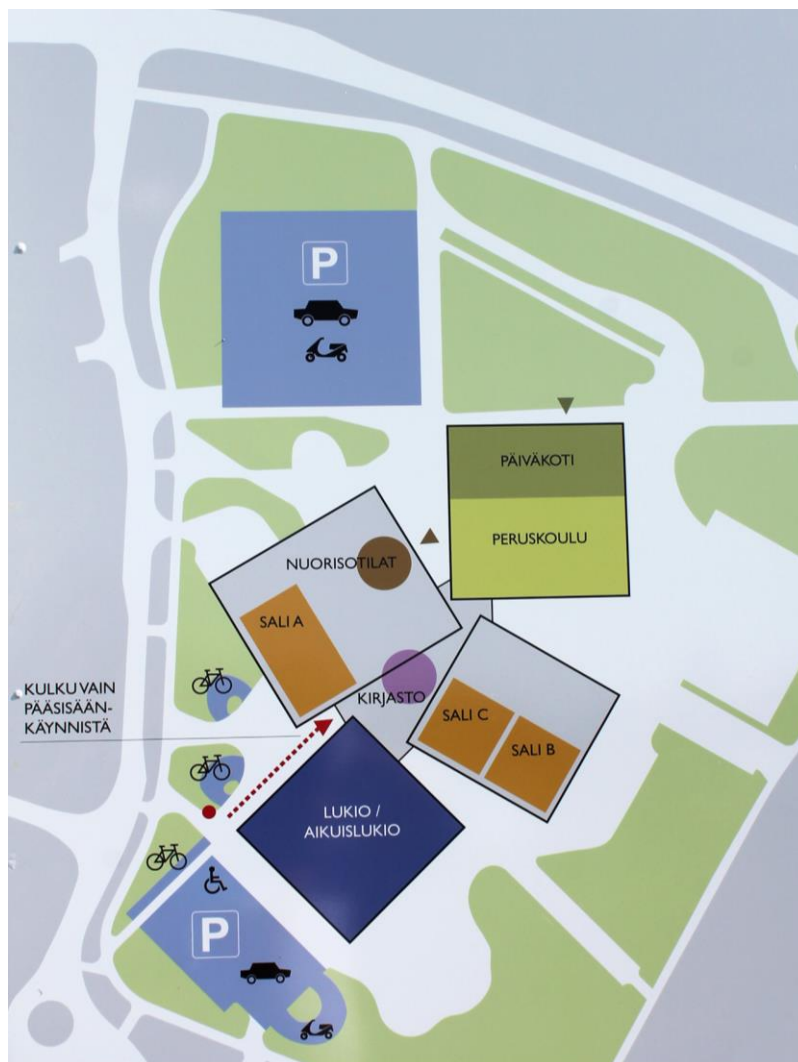 P
PÄIVÄKOTI
PERUSKOULU
NUORISOTILAT
SALI A
KULKU VAIN
PÄÄSISÄÄN-
KÄYNNISTÄ
KIRJASTO
SALI C
SALI B
LUKIO /
AIKUISLUKIO
P